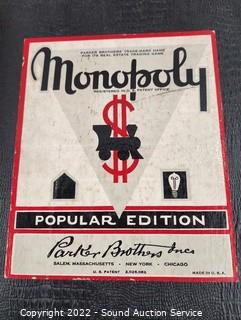 PARKER BROTHERS TRADE-MARK NAME
FOR ITS REAL ESTATE TRADING GAME
Monopoly
REGISTERED IN U.S. PATENT OFFICE
$
POPULAR EDITION
Parker Brothers Inc
SALEM, MASSACHUSETTS · NEW YORK · CHICAGO
U. S. PATENT 2,026,082
MADE IN U.S.A.
Copyright - 2022 - Sound Auction Service